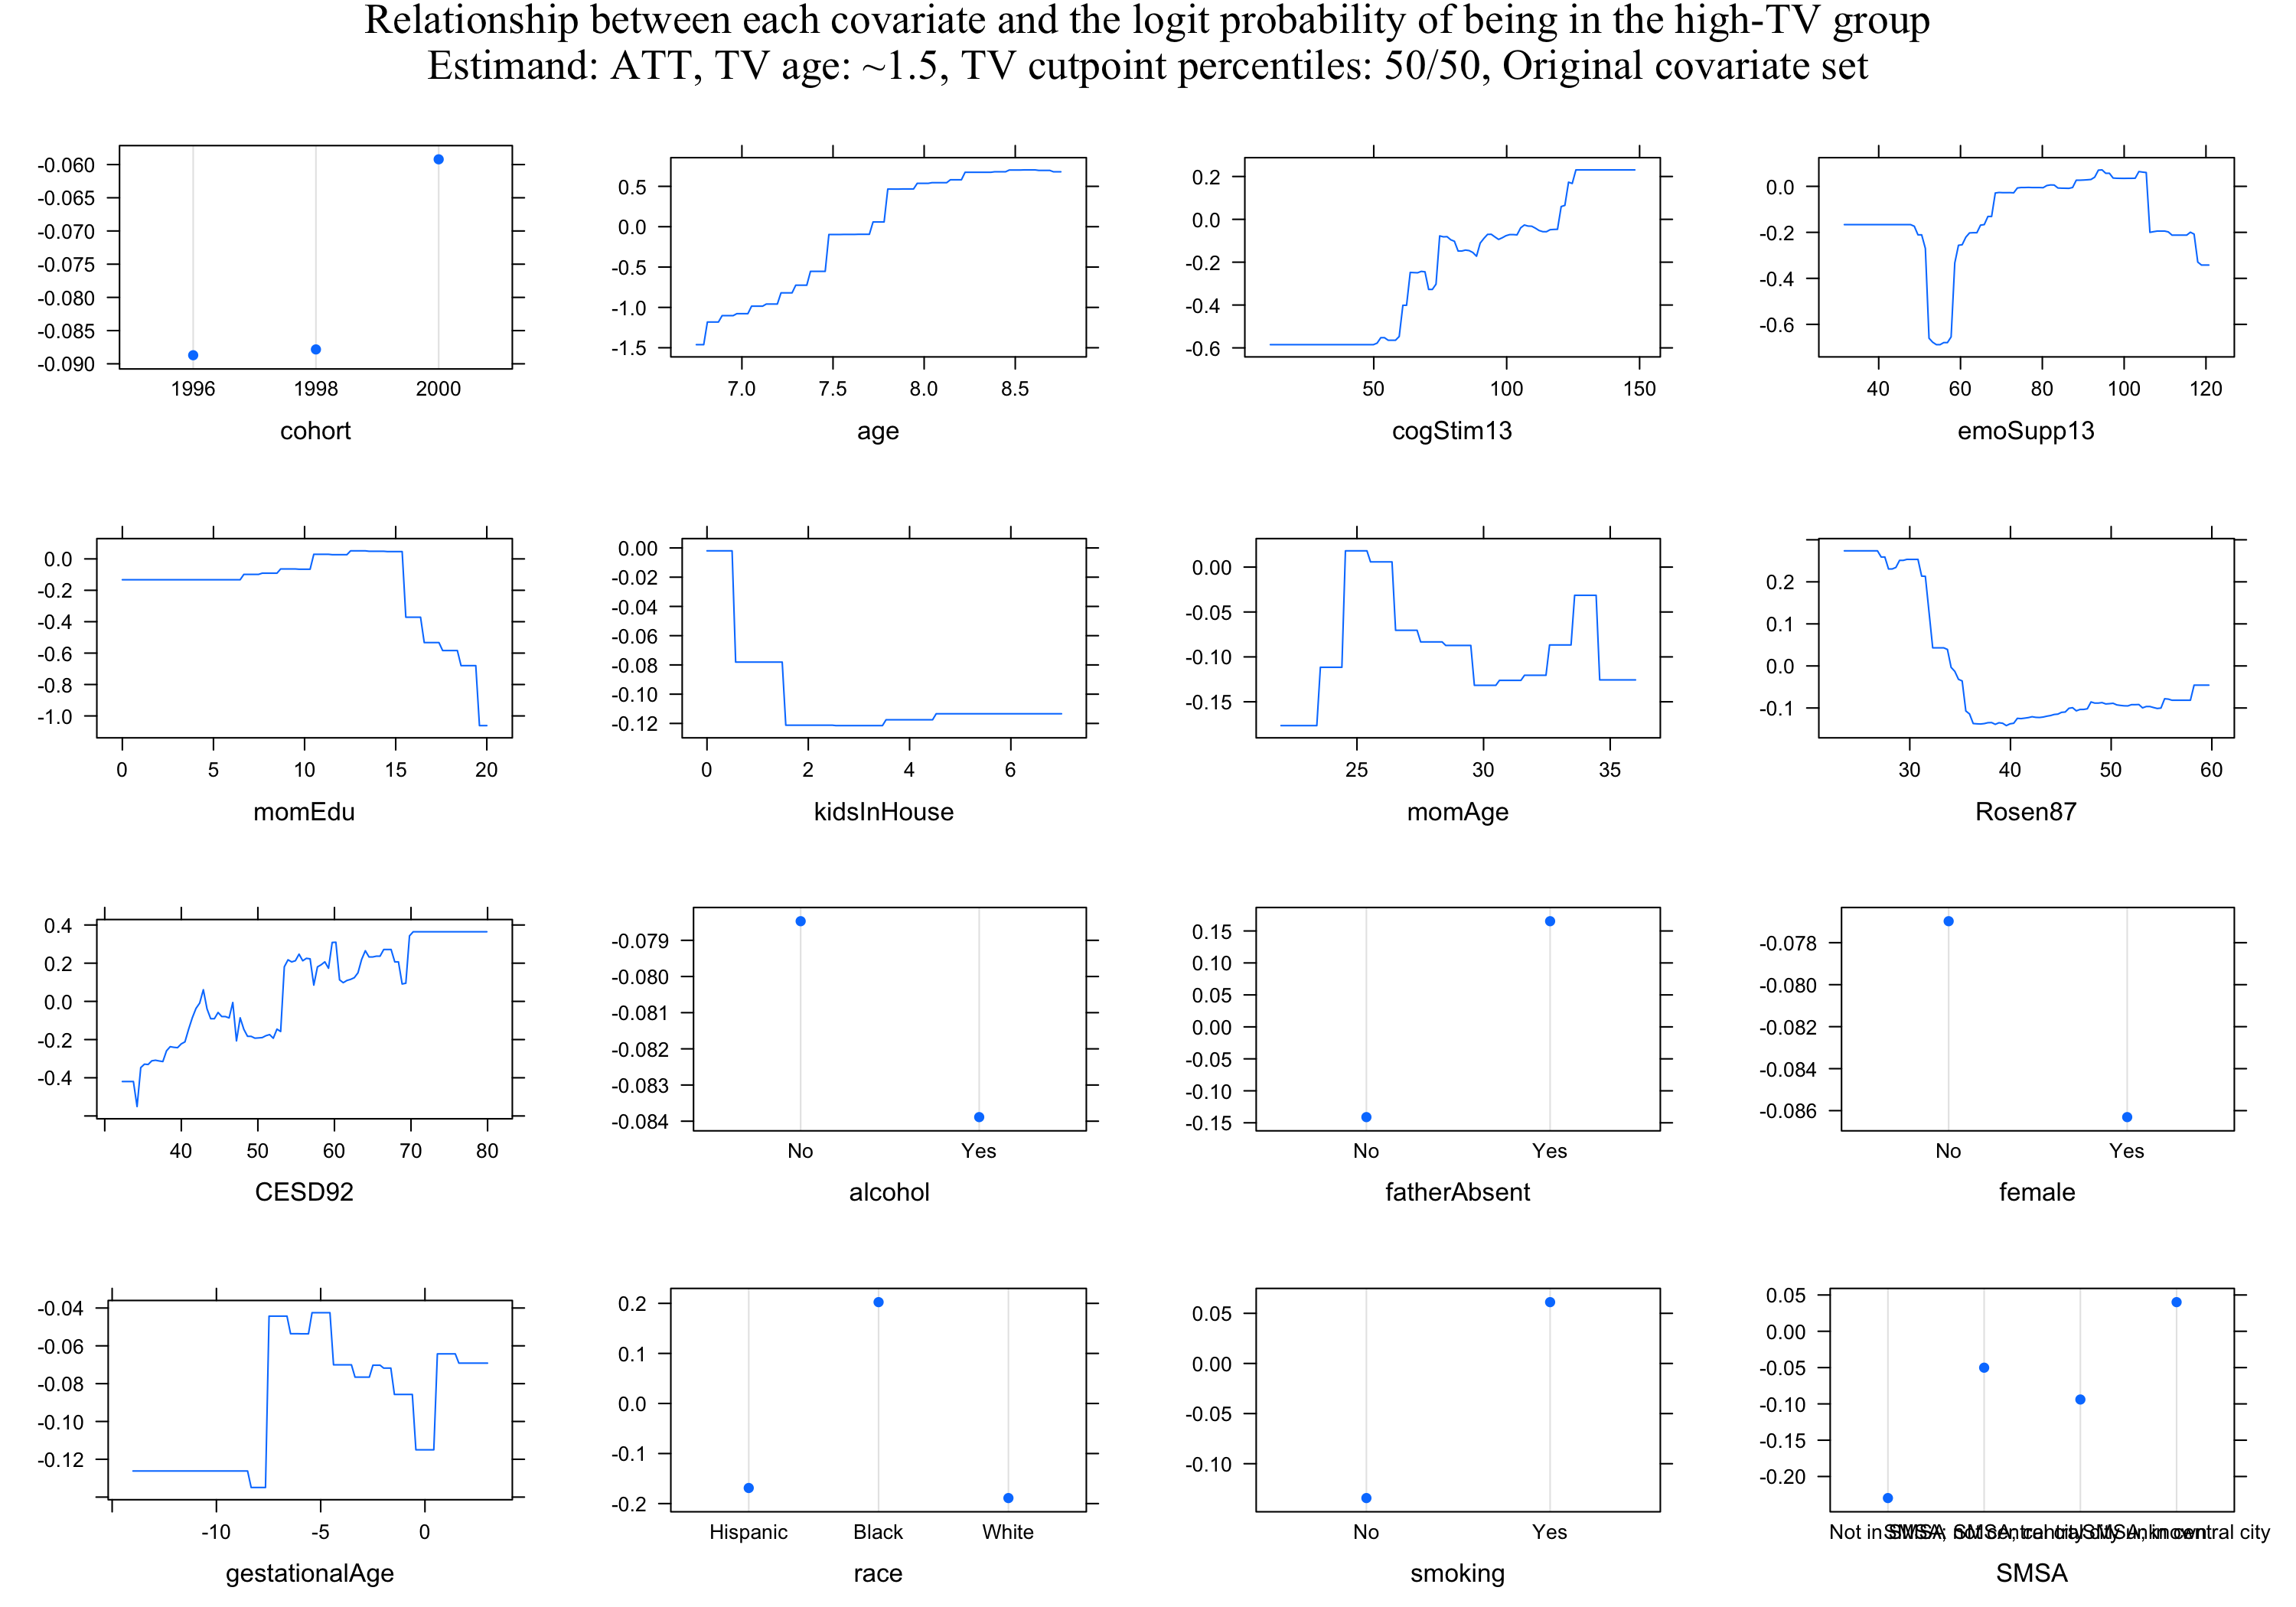 Relationship between each covariate and the logit probability of being in the high-TV group
Estimand: ATT, TV age: ~1.5, TV cutpoint percentiles: 50/50, Original covariate set
-0.060
-0.065
-0.070
-0.075
-0.080
-0.085
-0.090
1996 1998 2000
cohort
0.5
0.0
-0.5
-1.0
-1.5
7.0 7.5 8.0 8.5
age
0.2
0.0
-0.2
-0.4
-0.6
50 100 150
cogStim13
0.0
-0.2
-0.4
-0.6
40 60 80 100 120
emoSupp13
0.0
-0.2
-0.4
-0.6
-0.8
-1.0
0 5 10 15 20
momEdu
0.00
-0.02
-0.04
-0.06
-0.08
-0.10
-0.12
0 2 4 6
kidsInHouse
0.00
-0.05
-0.10
-0.15
25 30 35
momAge
0.2
0.1
0.0
-0.1
30 40 50 60
Rosen87
0.4
0.2
0.0
-0.2
-0.4
40 50 60 70 80
CESD92
-0.079
-0.080
-0.081
-0.082
-0.083
-0.084
No Yes
alcohol
0.15
0.10
0.05
0.00
-0.05
-0.10
-0.15
No Yes
fatherAbsent
-0.078
-0.080
-0.082
-0.084
-0.086
No Yes
female
-0.04
-0.06
-0.08
-0.10
-0.12
-10 -5 0
gestationalAge
0.2
0.1
0.0
-0.1
-0.2
Hispanic Black White
race
0.05
0.00
-0.05
-0.10
No Yes
smoking
0.05
0.00
-0.05
-0.10
-0.15
-0.20
Not in central city
SMSA